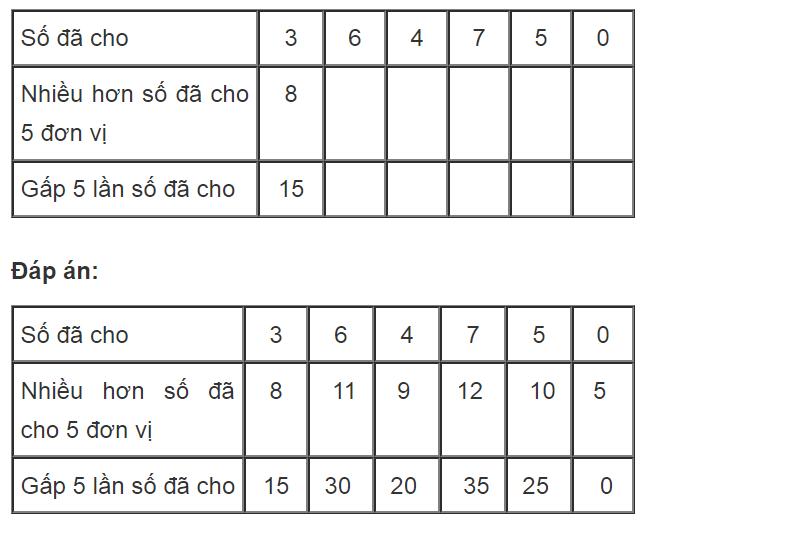 Số đã cho 3 6 4 7 5 0
Nhiều hơn số đã cho 8
5 đơn vị
Gấp 5 lần số đã cho 15
Đáp án:
Số đã cho 3 6 4 7 5 0
Nhiều hơn số đã 8 11 9 12 10 5
cho 5 đơn vị
Gấp 5 lần số đã cho 15 30 20 35 25 0